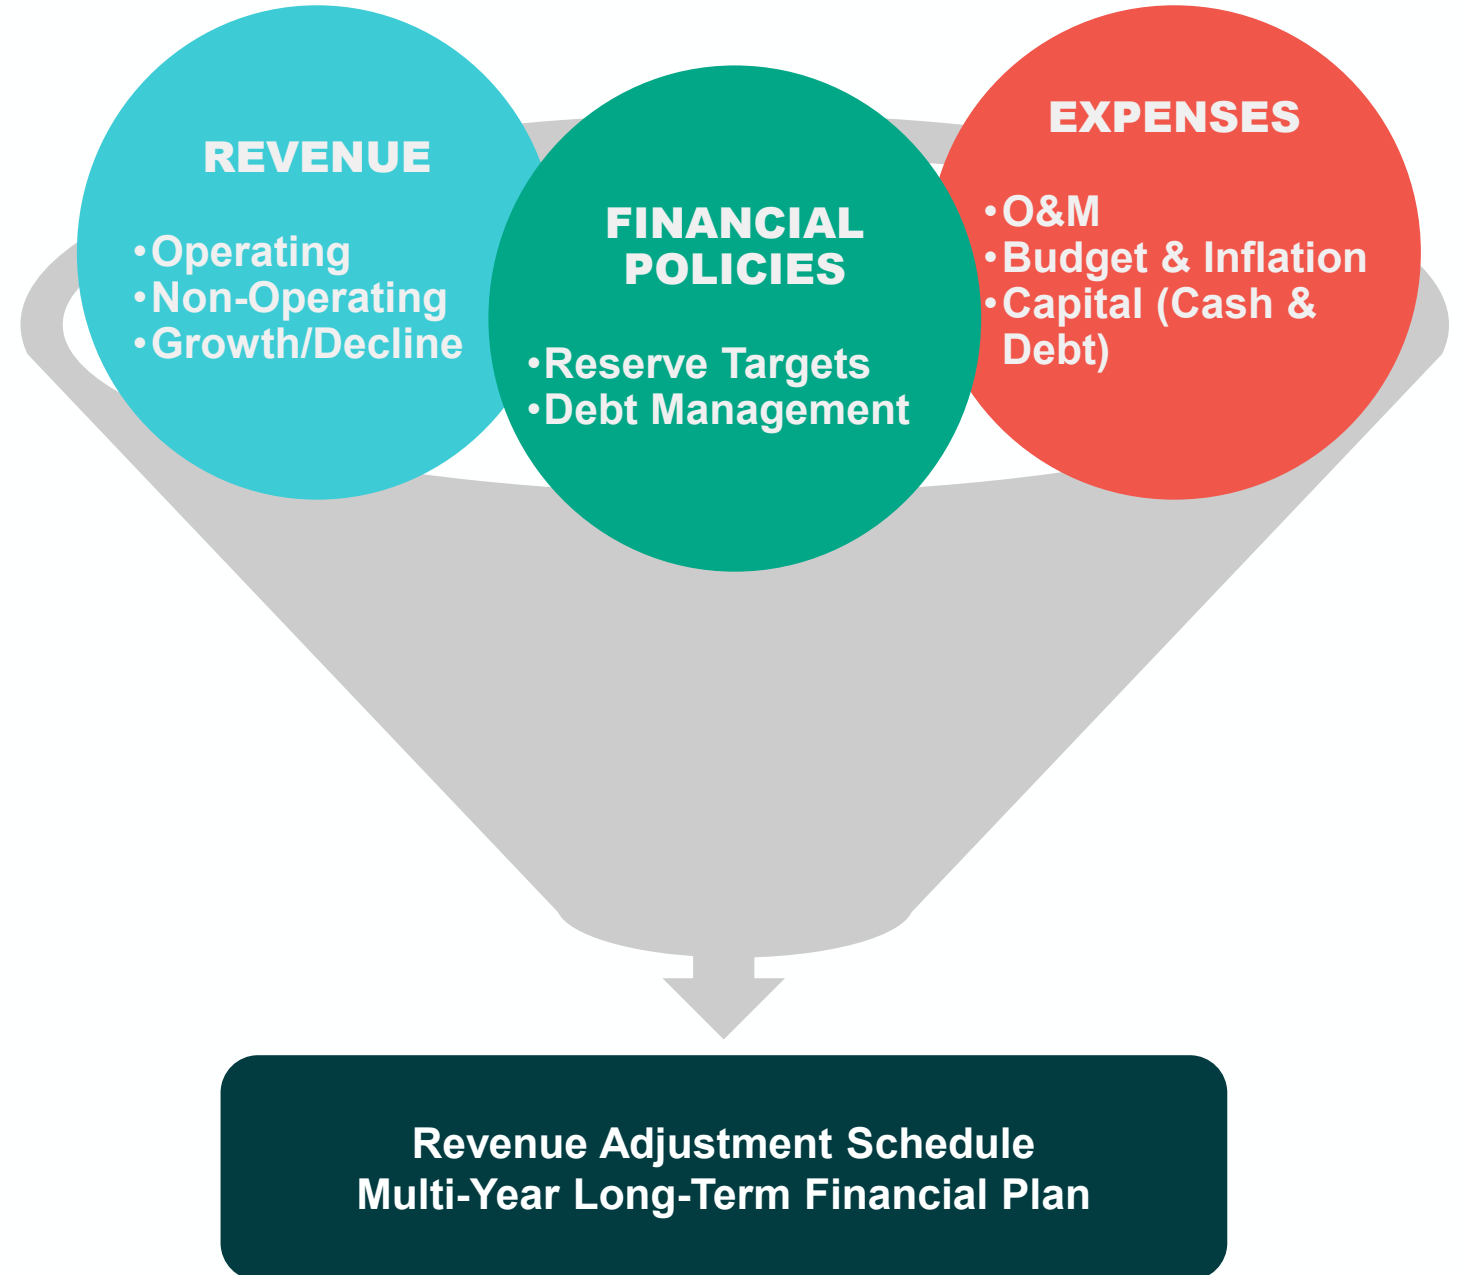 REVENUE
•Operating
•Non-Operating
•Growth/Decline
FINANCIAL
POLICIES
•Reserve Targets
•Debt Management
EXPENSES
•O&M
•Budget & Inflation
•Capital (Cash &
Debt)
Revenue Adjustment Schedule
Multi-Year Long-Term Financial Plan